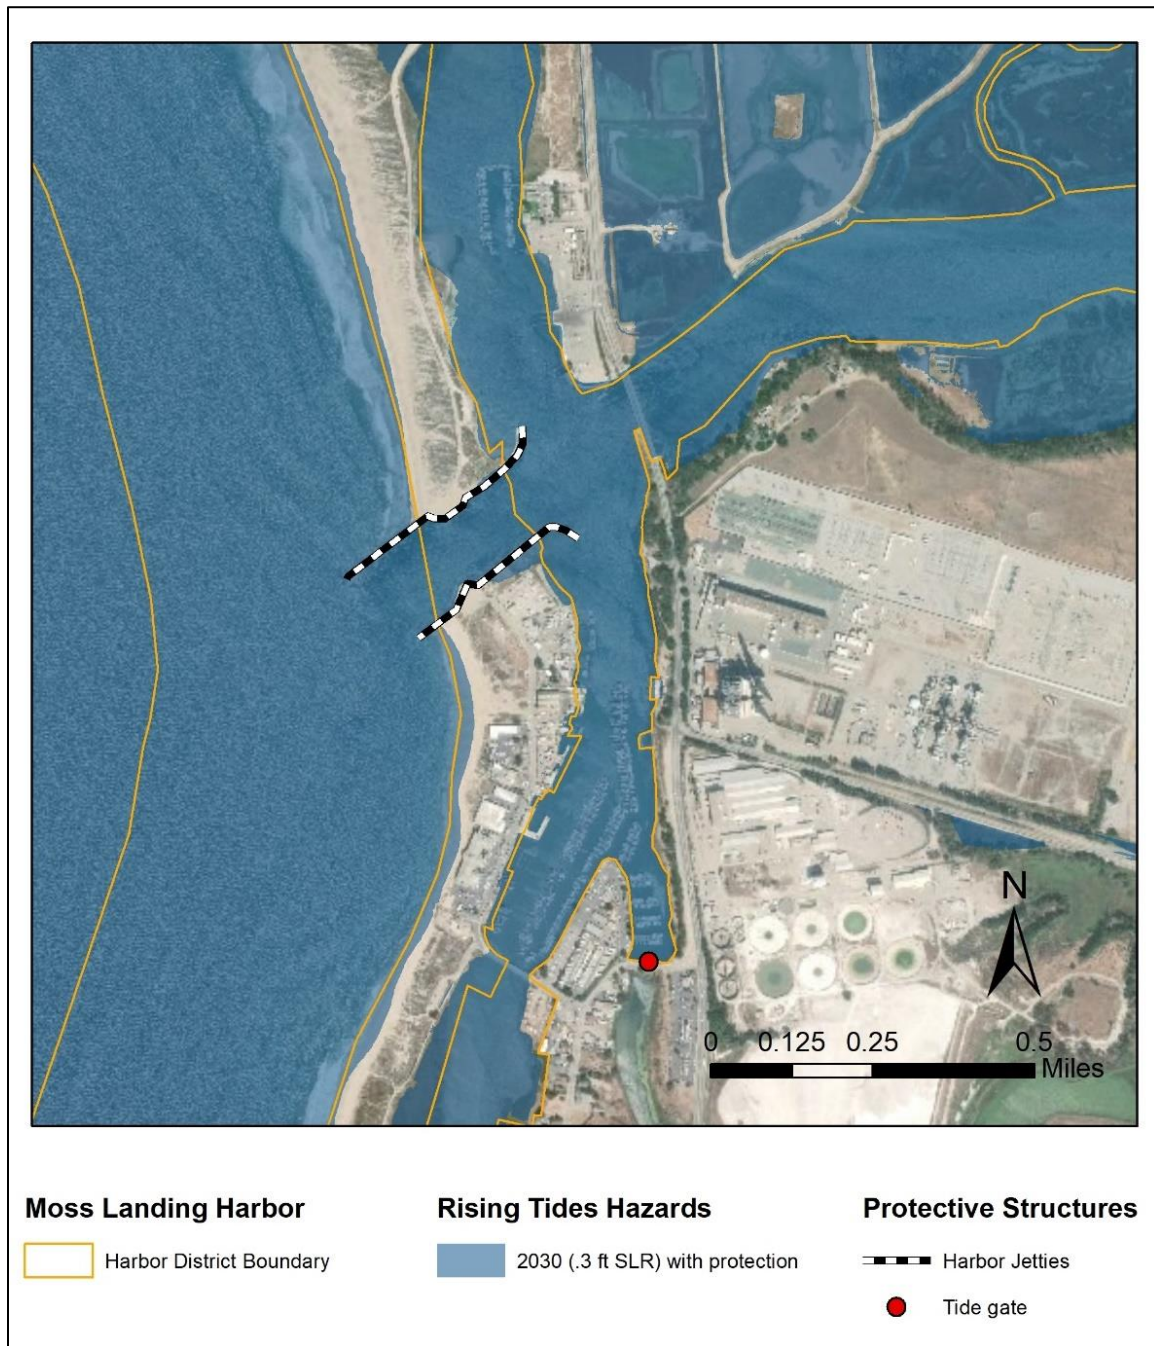 N
0 0.125 0.25 0.5
Miles
Moss Landing Harbor
Harbor District Boundary
Rising Tides Hazards
2030 (.3 ft SLR) with protection
Protective Structures
Harbor Jetties
Tide gate